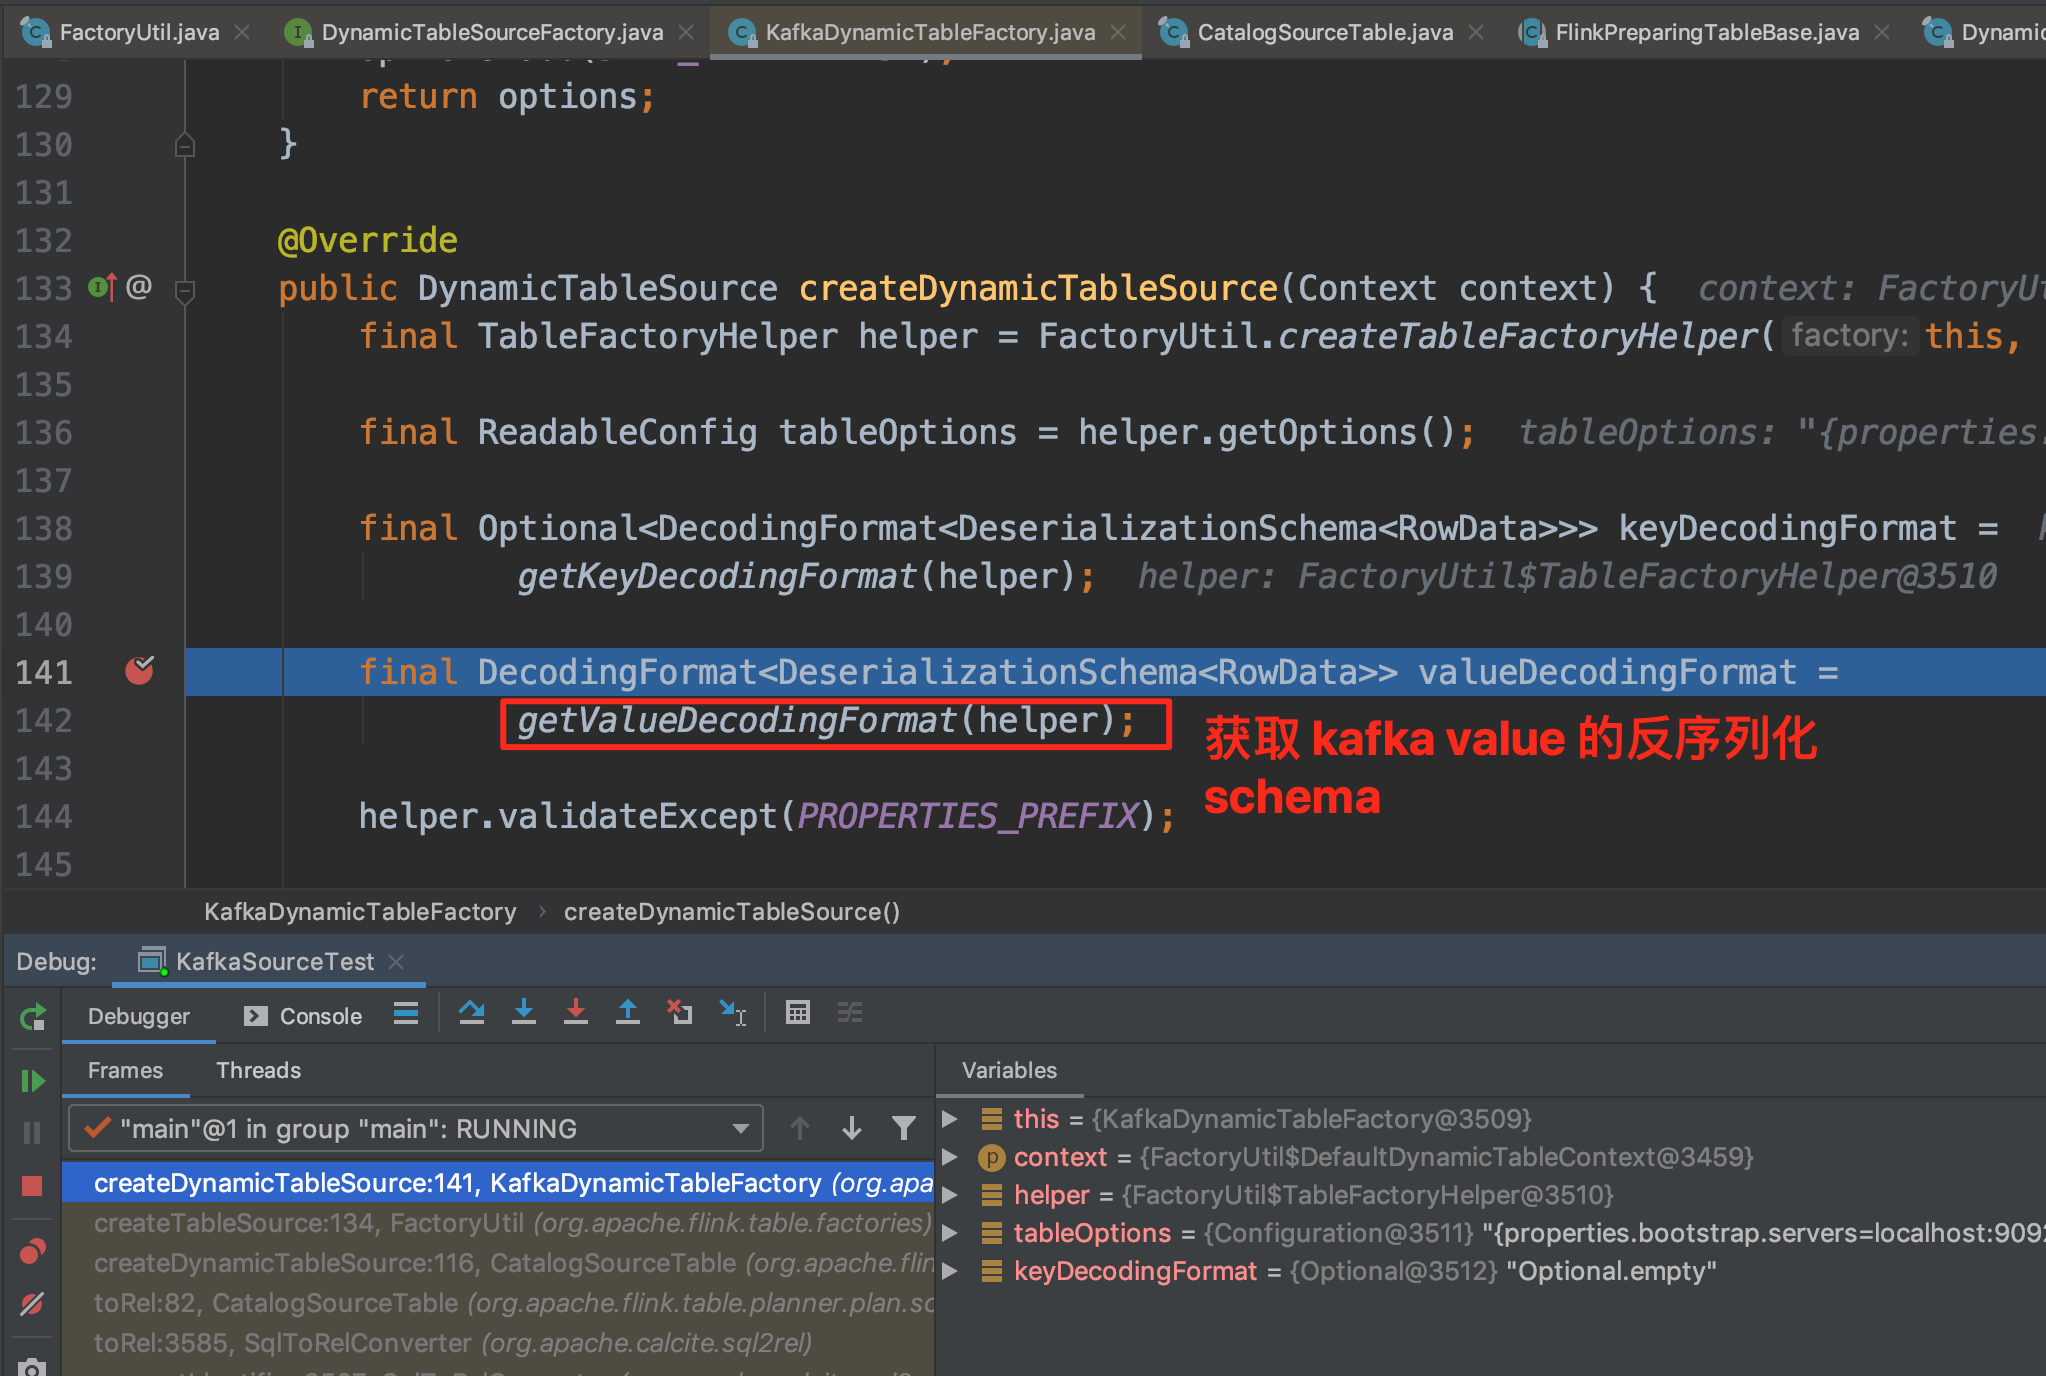 FactoryUtil.java
DynamicTableSourceFactory.java
KafkaDynamicTableFactory.java
CatalogSourceTable.java
FlinkPreparingTableBase.java
Dynamic
129 return options;
130 }
131
132 @Override
133 public DynamicTableSource createDynamicTableSource(Context context) { context: FactoryUt
134 final TableFactoryHelper helper = FactoryUtil.createTableFactoryHelper( factory: this,
135
136 final ReadableConfig tableOptions = helper.getOptions(); tableOptions: "{properties.
137
138 final Optional<DecodingFormat<DeserializationSchema<RowData>>> keyDecodingFormat =
139 getKeyDecodingFormat(helper); helper: FactoryUtil$TableFactoryHelper@3510
140
141 final DecodingFormat<DeserializationSchema<RowData>> valueDecodingFormat =
142 getValueDecodingFormat(helper);
获取 kafka value 的反序列化
schema
143
144 helper.validateExcept(PROPERTIES_PREFIX);
145
KafkaDynamicTableFactory › createDynamicTableSource()
Debug: KafkaSourceTest
Debugger Console
Frames Threads
"main"@1 in group "main": RUNNING
createDynamicTableSource:141, KafkaDynamicTableFactory (org.apa
createTableSource:134, FactoryUtil (org.apache.flink.table.factories)
createDynamicTableSource:116, CatalogSourceTable (org.apache.flin
toRel:82, CatalogSourceTable (org.apache.flink.table.planner.plan.sc
toRel:3585, SqlToRelConverter (org.apache.calcite.sql2rel)
Variables
this = {KafkaDynamicTableFactory@3509}
context = {FactoryUtil$DefaultDynamicTableContext@3459}
helper = {FactoryUtil$TableFactoryHelper@3510}
tableOptions = {Configuration@3511} "{properties.bootstrap.servers=localhost:909
keyDecodingFormat = {Optional@3512} "Optional.empty"